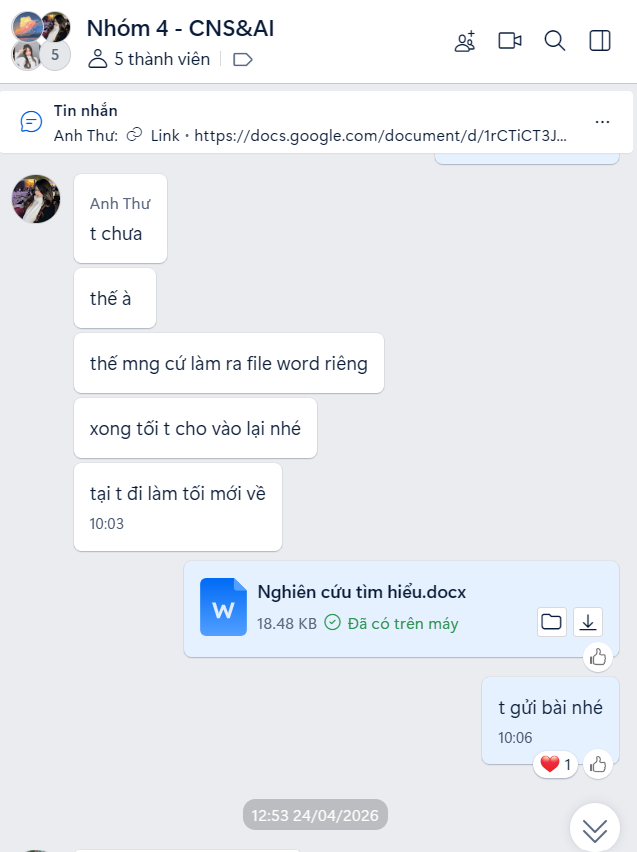 Nhóm 4 - CNS&AI
5
5 thành viên
Tin nhắn
Anh Thư: Link • https://docs.google.com/document/d/1rCTiCT3J...
Anh Thư
t chưa
thế à
thế mng cứ làm ra file word riêng
xong tối t cho vào lại nhé
tại t đi làm tối mới về
10:03
W
Nghiên cứu tìm hiểu.docx
18.48 KB Đã có trên máy
t gửi bài nhé
10:06
1
12:53 24/04/2026